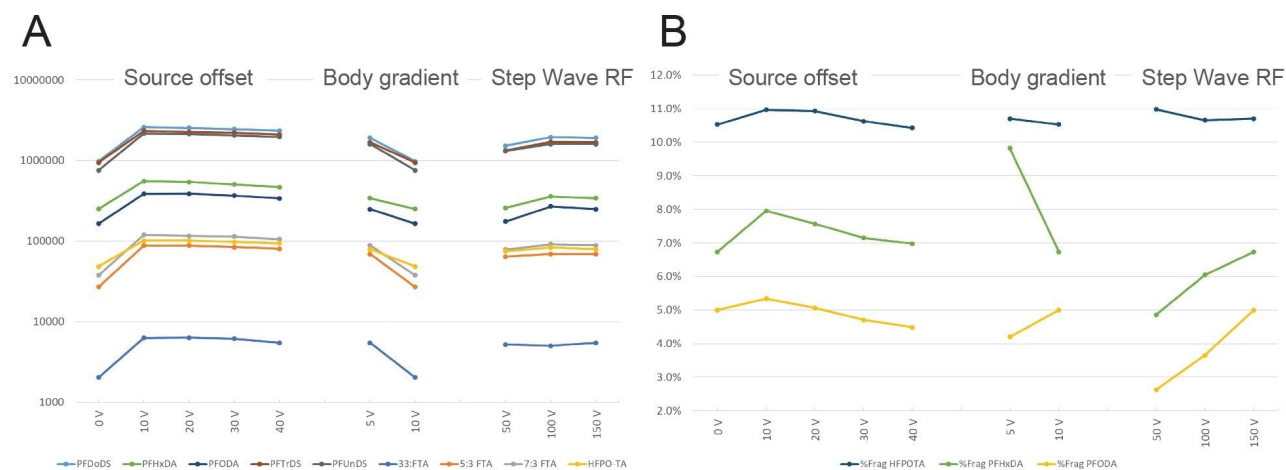 A
Source offset
Body gradient
Step Wave RF
10000000
1000000
100000
10000
1000
0 V
10 V
20 V
30 V
40 V
5 V
10 V
50 V
100 V
150 V
PFDoDS PFHxDA PFODA PFTrDS PFUnDS 33:FTA 5:3 FTA 7:3 FTA HFPO-TA
B
Source offset
Body gradient
Step Wave RF
12.0%
11.0%
10.0%
9.0%
8.0%
7.0%
6.0%
5.0%
4.0%
3.0%
2.0%
0 V
10 V
20 V
30 V
40 V
5 V
10 V
50 V
100 V
150 V
%Frag HFPOTA %Frag PFHxDA %Frag PFODA